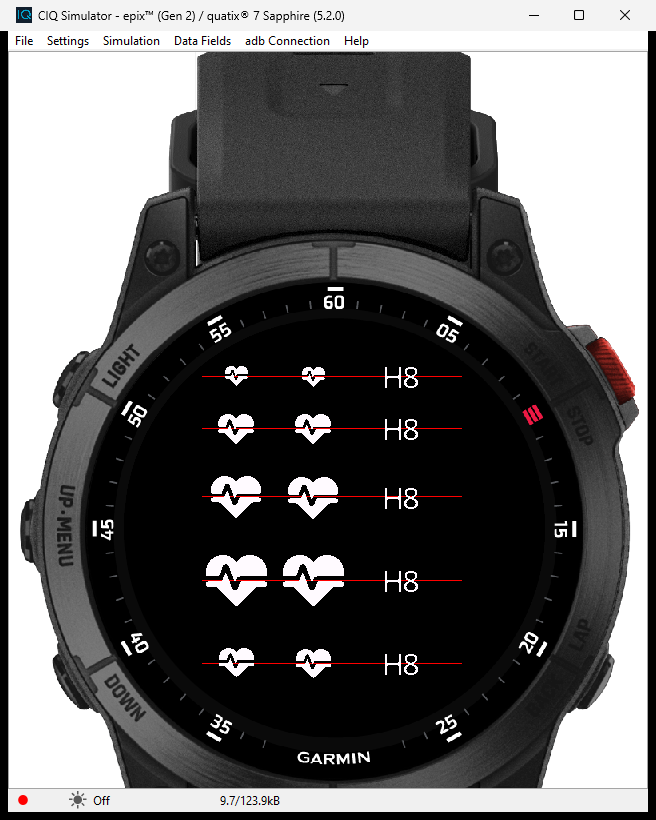 CIQ Simulator - epix™ (Gen 2) / quatix® 7 Sapphire (5.2.0)
File Settings Simulation Data Fields adb Connection Help
60
55 05
LIGHT START STOP
50
H8
H8
UP·MENU 45 H8 15
H8
40 20 LAP
H8
DOWN 35 25
GARMIN
Off 9.7/123.9kB